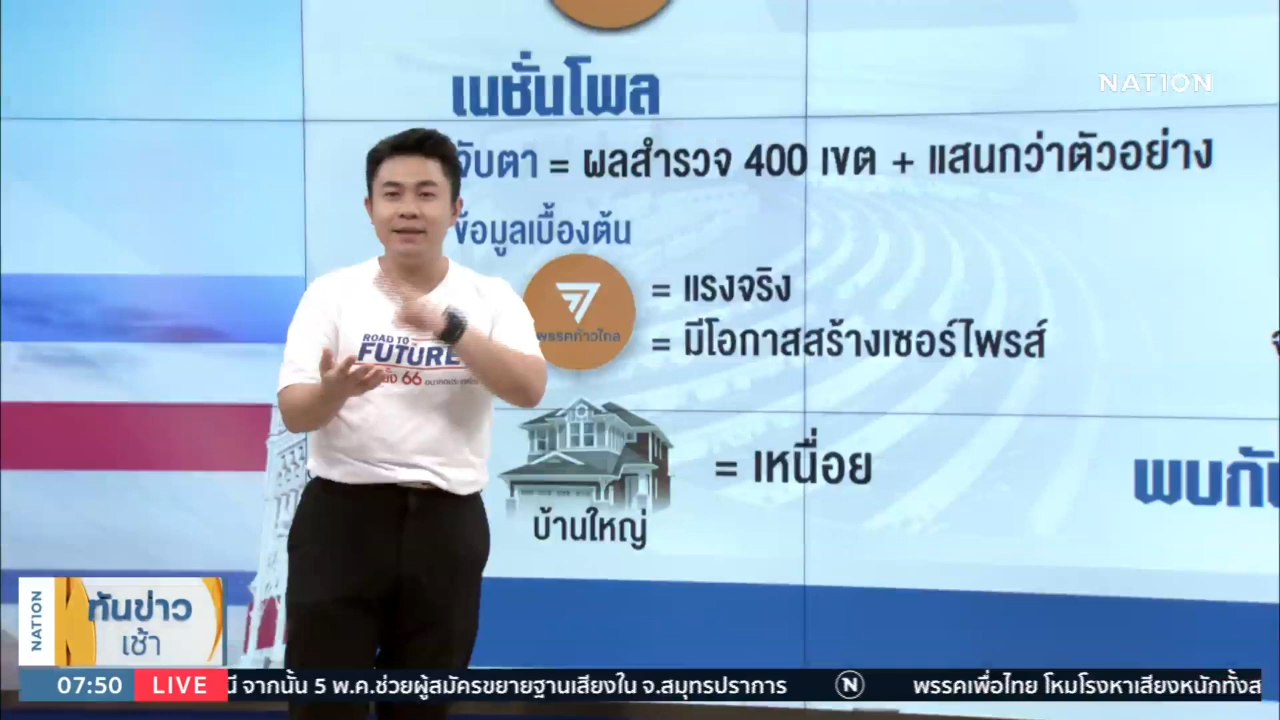 เนชั่นโพล
NATION
จับตา = ผลสำรวจ 400 เขต + แสนกว่าตัวอย่าง
ข้อมูลเบื้องต้น
พรรคก้าวไกล
= แรงจริง
= มีโอกาสสร้างเซอร์ไพรส์
ROAD TO
FUTURE
66
= เหนื่อย
บ้านใหญ่
พบกัน
NATION
ทันข่าว
เช้า
07:50 LIVE
นี จากนั้น 5 พ.ค.ช่วยผู้สมัครขยายฐานเสียงใน จ.สมุทรปราการ N พรรคเพื่อไทย โหมโรงหาเสียงหนักทั้งส